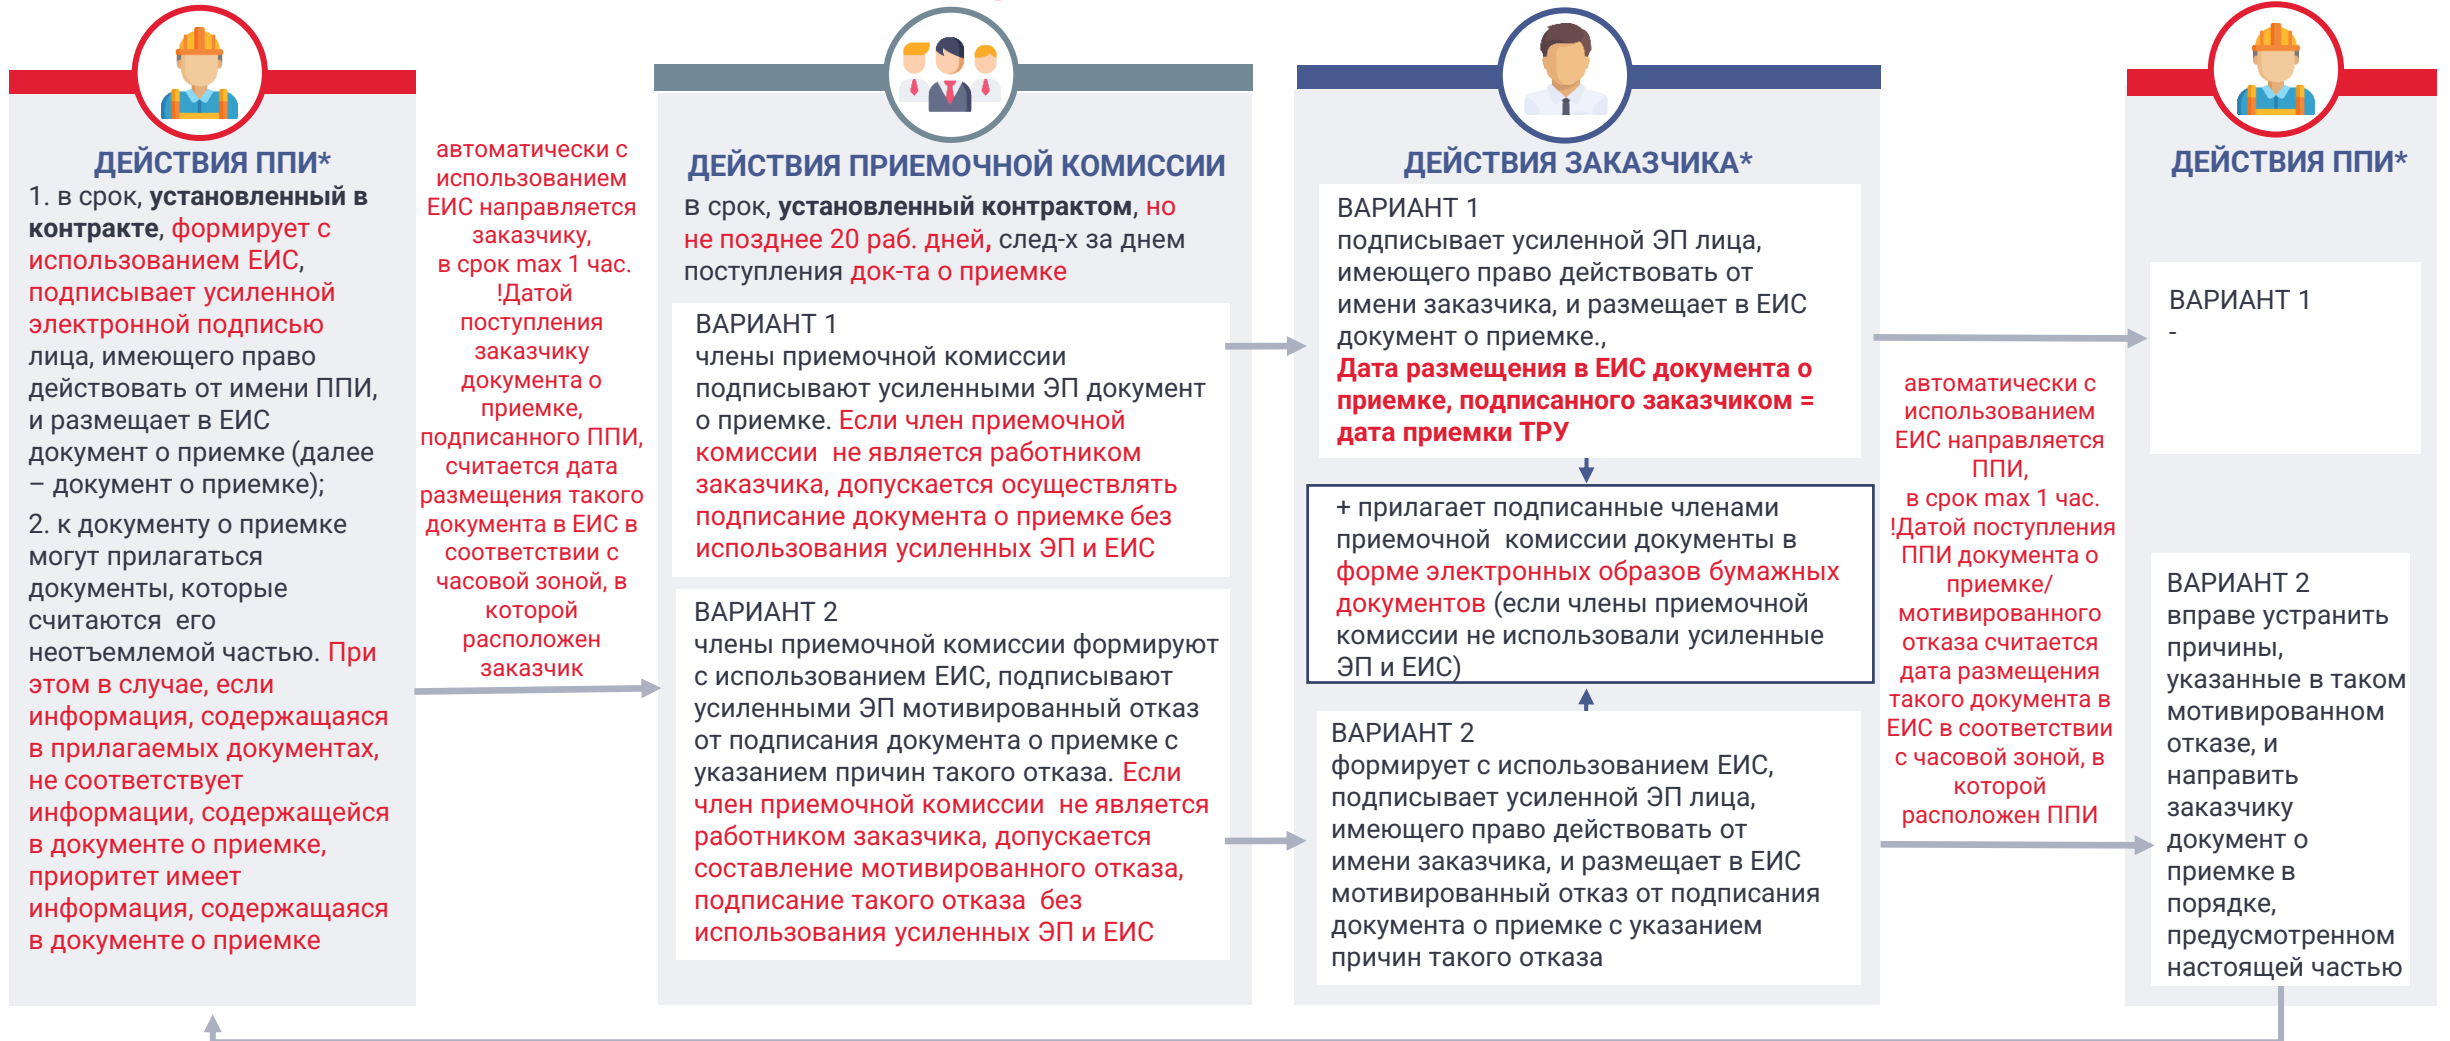 ДЕЙСТВИЯ ППИ*
1. в срок, установленный в
контракте, формирует с
использованием ЕИС,
подписывает усиленной
электронной подписью
лица, имеющего право
действовать от имени ППИ,
и размещает в ЕИС
документ о приемке (далее
– документ о приемке);
2. к документу о приемке
могут прилагаться
документы, которые
считаются его
неотъемлемой частью. При
этом в случае, если
информация, содержащаяся
в прилагаемых документах,
не соответствует
информации, содержащейся
в документе о приемке,
приоритет имеет
информация, содержащаяся
в документе о приемке
автоматически с
использованием
ЕИС направляется
заказчику,
в срок max 1 час.
!Датой
поступления
заказчику
документа о
приемке,
подписанного ППИ,
считается дата
размещения такого
документа в ЕИС в
соответствии с
часовой зоной, в
которой
расположен
заказчик
ДЕЙСТВИЯ ПРИЕМОЧНОЙ КОМИССИИ
в срок, установленный контрактом, но
не позднее 20 раб. дней, след-х за днем
поступления док-та о приемке
ВАРИАНТ 1
члены приемочной комиссии
подписывают усиленными ЭП документ
о приемке. Если член приемочной
комиссии не является работником
заказчика, допускается осуществлять
подписание документа о приемке без
использования усиленных ЭП и ЕИС
ВАРИАНТ 2
члены приемочной комиссии формируют
с использованием ЕИС, подписывают
усиленными ЭП мотивированный отказ
от подписания документа о приемке с
указанием причин такого отказа. Если
член приемочной комиссии не является
работником заказчика, допускается
составление мотивированного отказа,
подписание такого отказа без
использования усиленных ЭП и ЕИС
ДЕЙСТВИЯ ЗАКАЗЧИКА*
ВАРИАНТ 1
подписывает усиленной ЭП лица,
имеющего право действовать от
имени заказчика, и размещает в ЕИС
документ о приемке.,
Дата размещения в ЕИС документа о
приемке, подписанного заказчиком =
дата приемки ТРУ
+ прилагает подписанные членами
приемочной комиссии документы в
форме электронных образов бумажных
документов (если члены приемочной
комиссии не использовали усиленные
ЭП и ЕИС)
ВАРИАНТ 2
формирует с использованием ЕИС,
подписывает усиленной ЭП лица,
имеющего право действовать от
имени заказчика, и размещает в ЕИС
мотивированный отказ от подписания
документа о приемке с указанием
причин такого отказа
автоматически с
использованием
ЕИС направляется
ППИ,
в срок max 1 час.
!Датой поступления
ППИ документа о
приемке/
мотивированного
отказа считается
дата размещения
такого документа в
ЕИС в соответствии
с часовой зоной, в
которой
расположен ППИ
ДЕЙСТВИЯ ППИ*
ВАРИАНТ 1
-
ВАРИАНТ 2
вправе устранить
причины,
указанные в таком
мотивированном
отказе, и
направить
заказчику
документ о
приемке в
порядке,
предусмотренном
настоящей частью